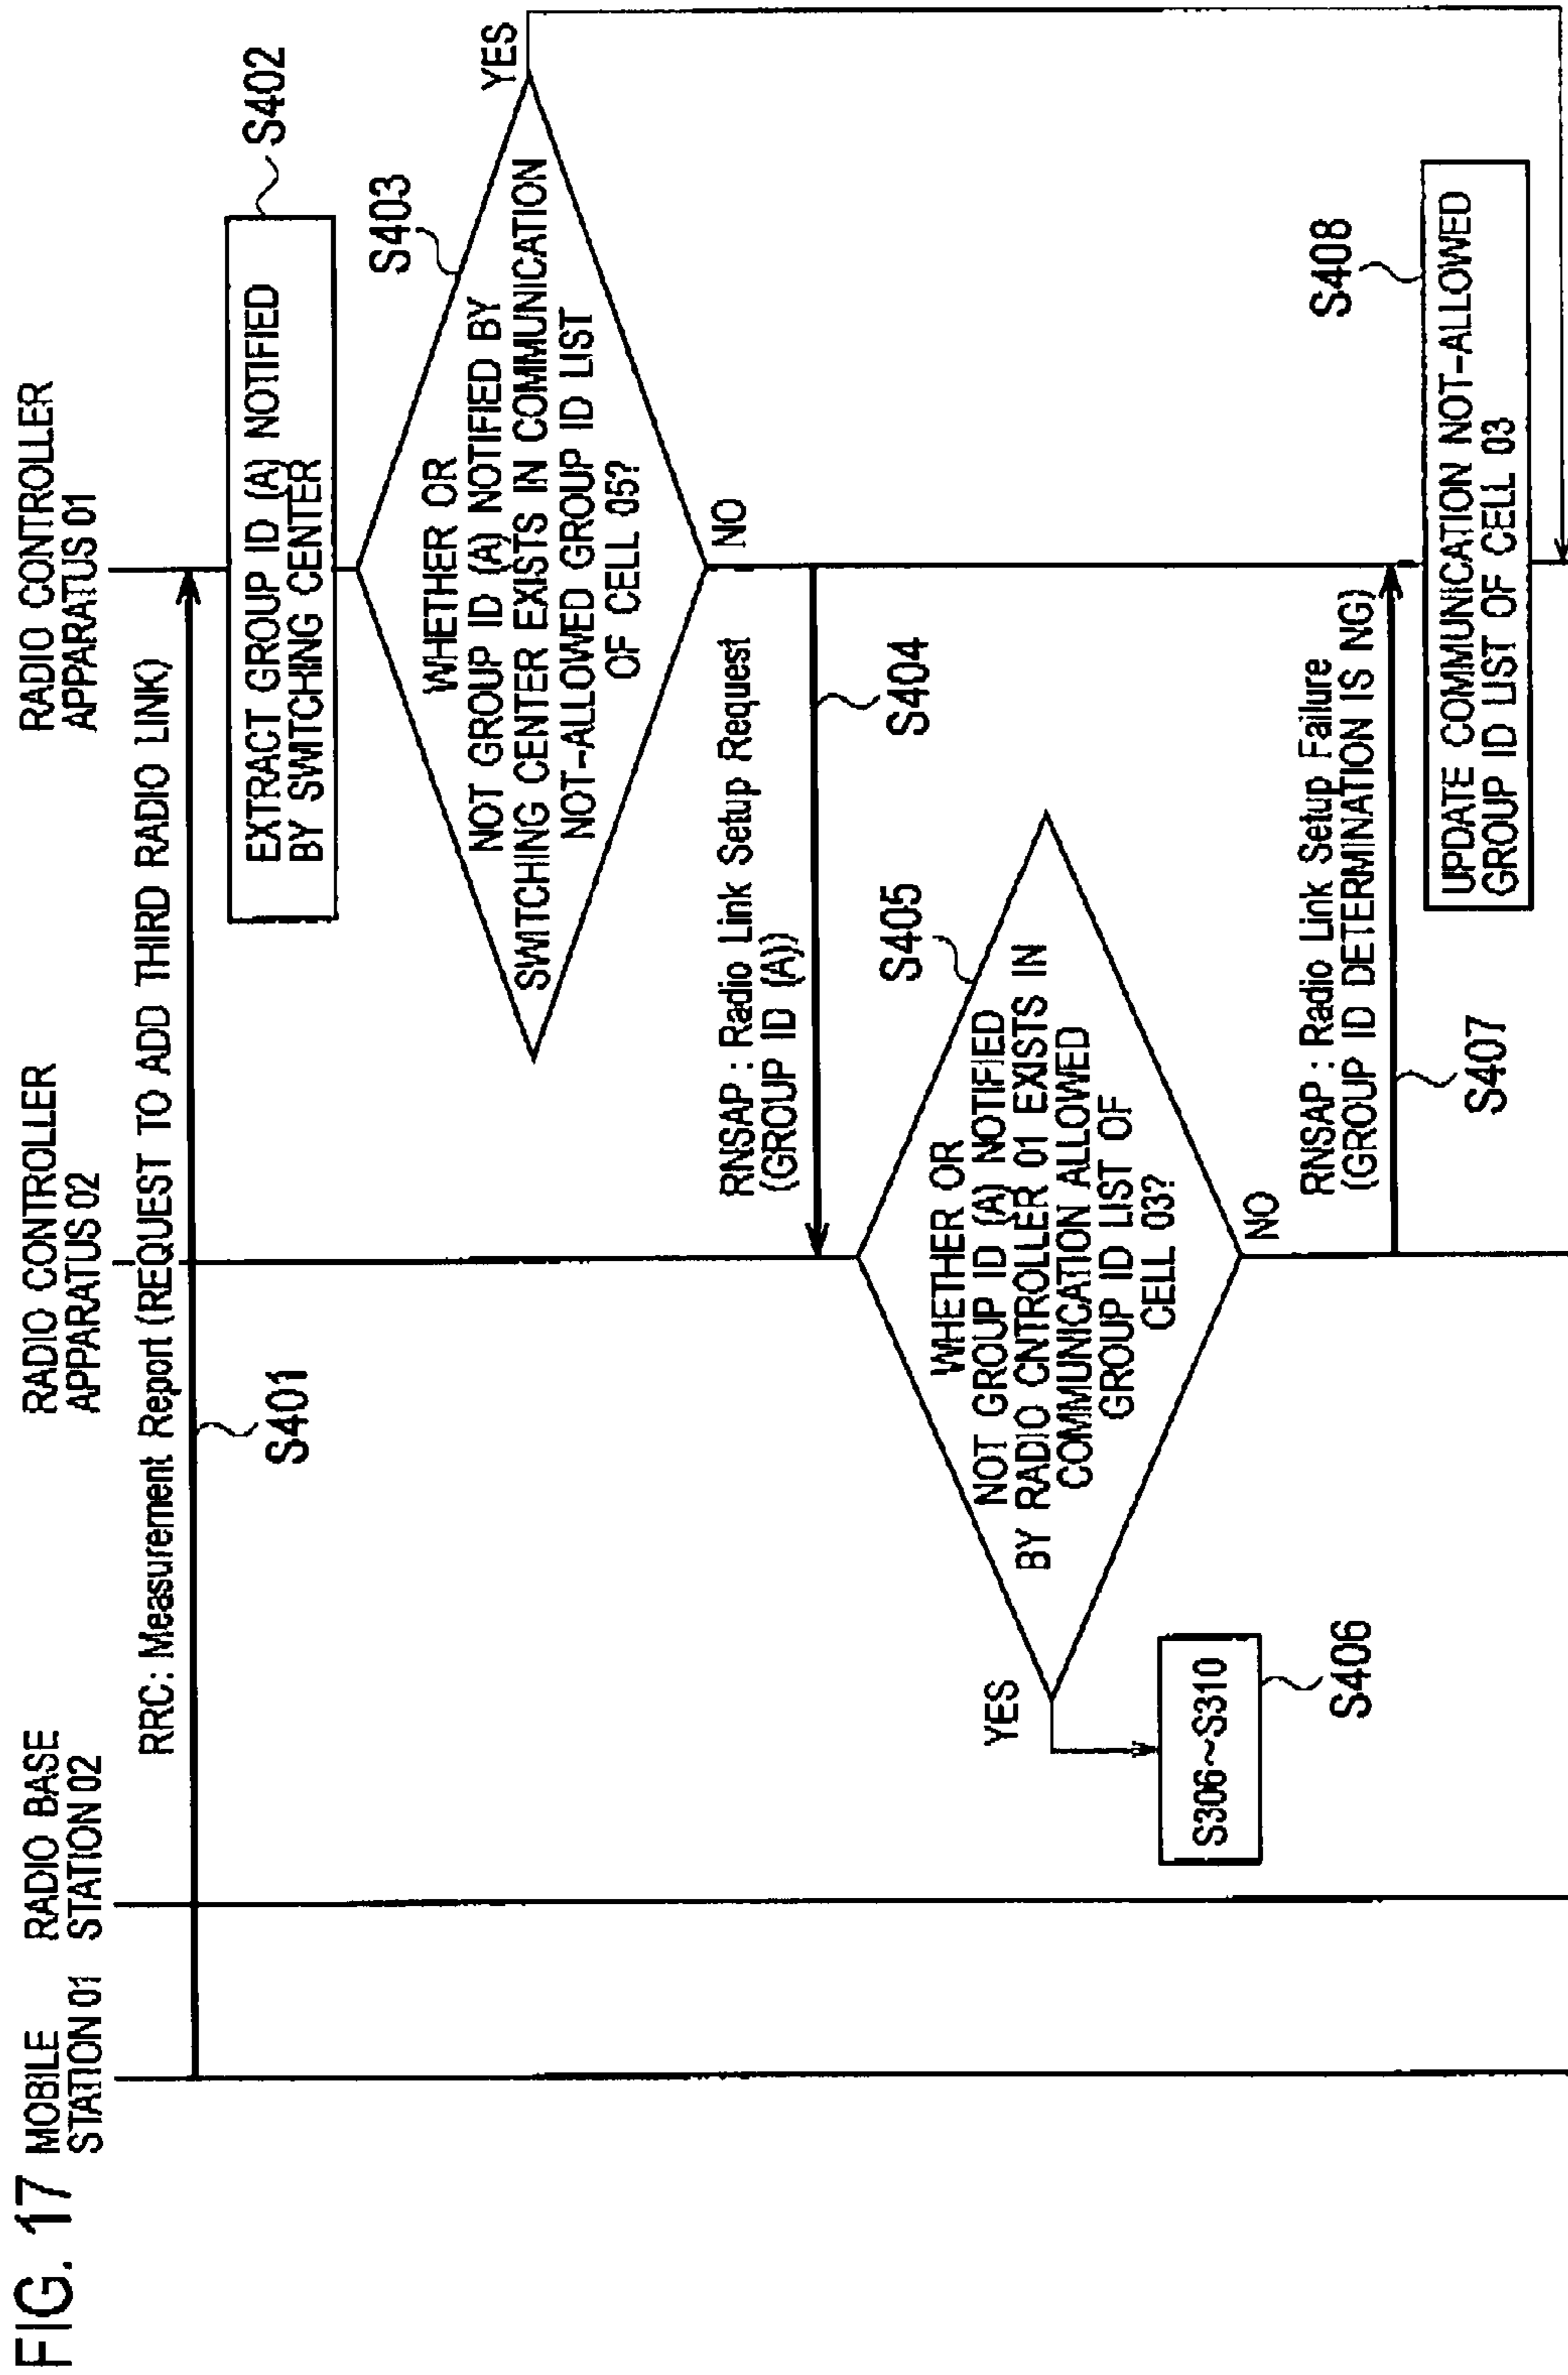 FIG. 17
MOBILE
STATION 01
RADIO BASE
STATION 02
RADIO CONTROLLER
APPARATUS 02
RADIO CONTROLLER
APPARATUS 01
RRC: Measurement Report (REQUEST TO ADD THIRD RADIO LINK)
S401
EXTRACT GROUP ID (A) NOTIFIED
BY SWITCHING CENTER
S402
S403
WHETHER OR
NOT GROUP ID (A) NOTIFIED BY
SWITCHING CENTER EXISTS IN COMMUNICATION
NOT-ALLOWED GROUP ID LIST
OF CELL 05?
YES
NO
RNSAP : Radio Link Setup Request
(GROUP ID (A))
S404
S405
WHETHER OR
NOT GROUP ID (A) NOTIFIED
BY RADIO CNTROLLER 01 EXISTS IN
COMMUNICATION ALLOWED
GROUP ID LIST OF
CELL 03?
YES
NO
S306~S310
S406
RNSAP : Radio Link Setup Failure
(GROUP ID DETERMINATION IS NG)
S407
S408
UPDATE COMMUNICATION NOT-ALLOWED
GROUP ID LIST OF CELL 03